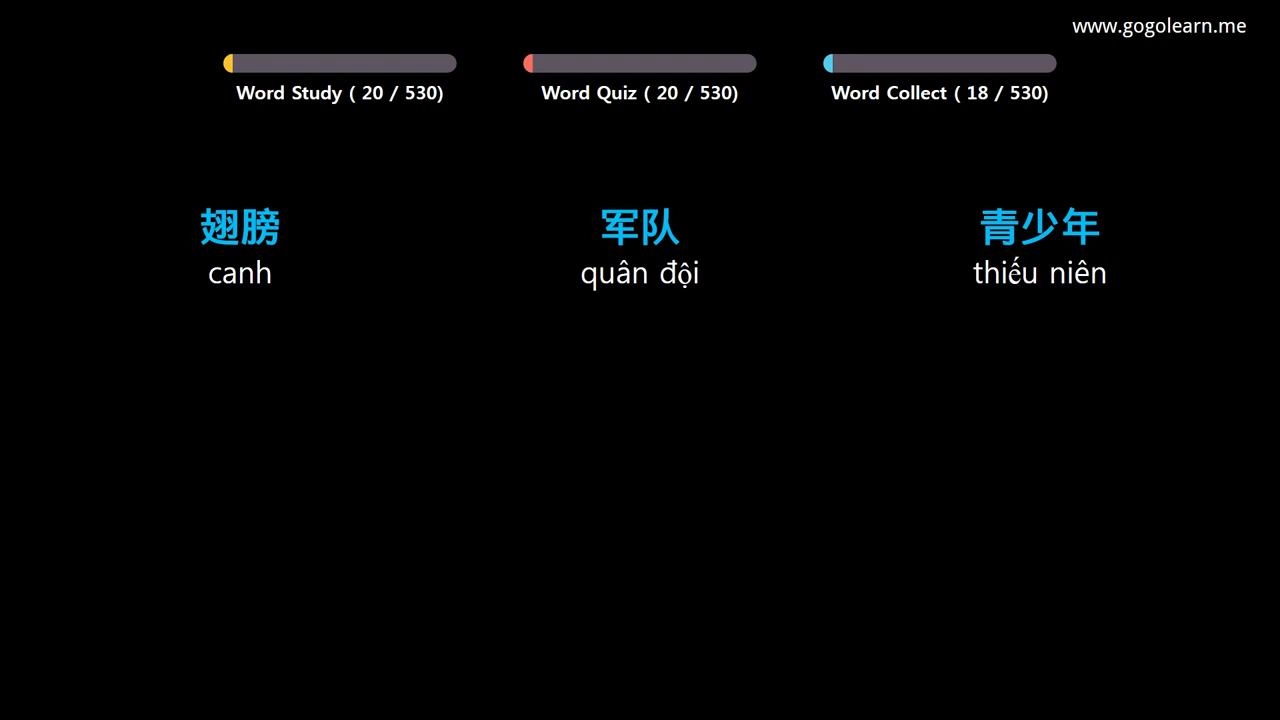 www.gogolearn.me
Word Study ( 20 / 530)
Word Quiz ( 20 / 530)
Word Collect ( 18 / 530)
翅膀
canh
军队
quân đội
青少年
thiếu niên